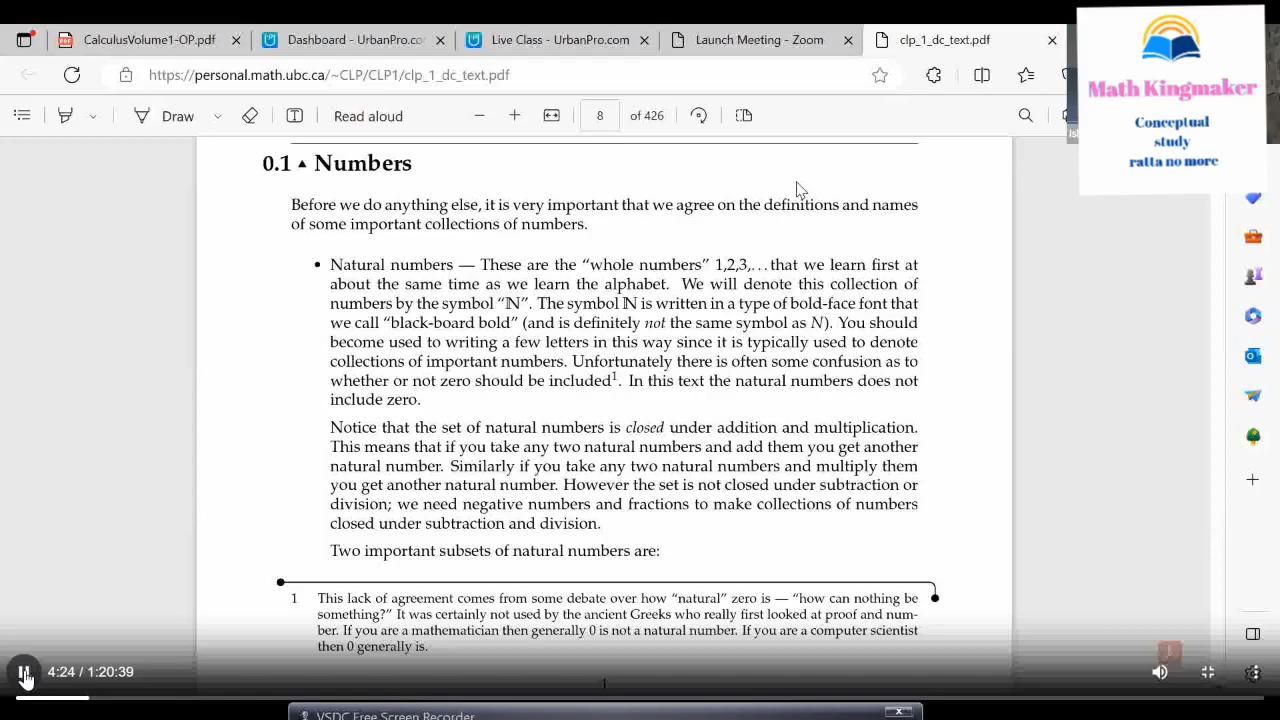 CalculusVolume1-OP.pdf
Dashboard - UrbanPro.co
Live Class - UrbanPro.com
Launch Meeting - Zoom
clp_1_dc_text.pdf
https://personal.math.ubc.ca/~CLP/CLP1/clp_1_dc_text.pdf
Draw
Read aloud
8 of 426
Math Kingmaker
Conceptual
study
ratta no more
0.1 ▲ Numbers
Before we do anything else, it is very important that we agree on the definitions and names
of some important collections of numbers.
• Natural numbers — These are the “whole numbers” 1,2,3,... that we learn first at
about the same time as we learn the alphabet. We will denote this collection of
numbers by the symbol “ℕ”. The symbol ℕ is written in a type of bold-face font that
we call “black-board bold” (and is definitely not the same symbol as N). You should
become used to writing a few letters in this way since it is typically used to denote
collections of important numbers. Unfortunately there is often some confusion as to
whether or not zero should be included¹. In this text the natural numbers does not
include zero.
Notice that the set of natural numbers is closed under addition and multiplication.
This means that if you take any two natural numbers and add them you get another
natural number. Similarly if you take any two natural numbers and multiply them
you get another natural number. However the set is not closed under subtraction or
division; we need negative numbers and fractions to make collections of numbers
closed under subtraction and division.
Two important subsets of natural numbers are:
1 This lack of agreement comes from some debate over how “natural” zero is — “how can nothing be
something?” It was certainly not used by the ancient Greeks who really first looked at proof and num-
ber. If you are a mathematician then generally 0 is not a natural number. If you are a computer scientist
then 0 generally is.
4:24 / 1:20:39
1
VSDC Free Screen Recorder